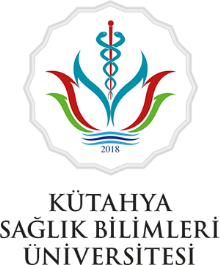 2018
KÜTAHYA
SAĞLIK BİLİMLERİ
ÜNİVERSİTESİ